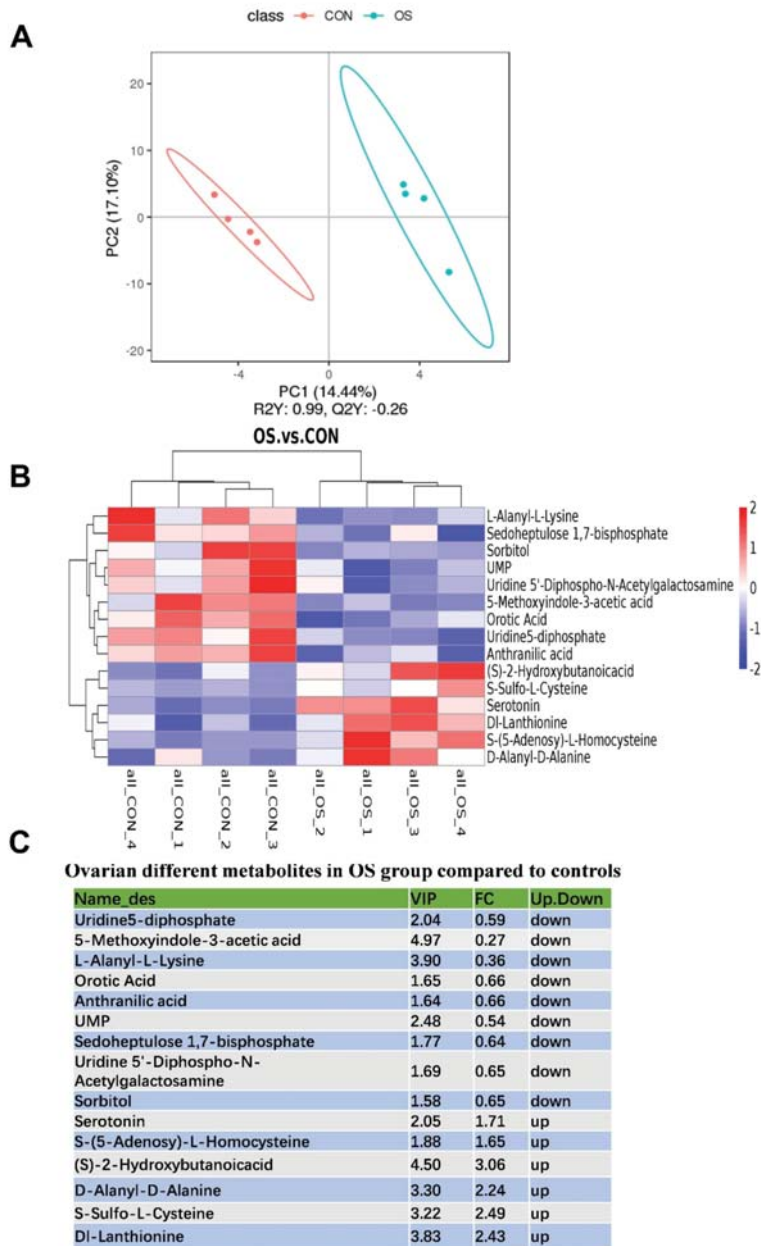 class CON OS
A
20
10
0
-10
-20
PC2 (17.10%)
-4 0 4
PC1 (14.44%)
R2Y: 0.99, Q2Y: -0.26
OS.vs.CON
B
L-Alanyl-L-Lysine
Sedoheptulose 1,7-bisphosphate
Sorbitol
UMP
Uridine 5'-Diphospho-N-Acetylgalactosamine
5-Methoxyindole-3-acetic acid
Orotic Acid
Uridine5-diphosphate
Anthranilic acid
(S)-2-Hydroxybutanoicacid
S-Sulfo-L-Cysteine
Serotonin
Dl-Lanthionine
S-(5-Adenosy)-L-Homocysteine
D-Alanyl-D-Alanine
2
1
0
-1
-2
all_CON_4
all_CON_1
all_CON_2
all_CON_3
all_OS_2
all_OS_1
all_OS_3
all_OS_4
C
Ovarian different metabolites in OS group compared to controls
Name_des VIP FC Up.Down
Uridine5-diphosphate 2.04 0.59 down
5-Methoxyindole-3-acetic acid 4.97 0.27 down
L-Alanyl-L-Lysine 3.90 0.36 down
Orotic Acid 1.65 0.66 down
Anthranilic acid 1.64 0.66 down
UMP 2.48 0.54 down
Sedoheptulose 1,7-bisphosphate 1.77 0.64 down
Uridine 5'-Diphospho-N-
Acetylgalactosamine 1.69 0.65 down
Sorbitol 1.58 0.65 down
Serotonin 2.05 1.71 up
S-(5-Adenosy)-L-Homocysteine 1.88 1.65 up
(S)-2-Hydroxybutanoicacid 4.50 3.06 up
D-Alanyl-D-Alanine 3.30 2.24 up
S-Sulfo-L-Cysteine 3.22 2.49 up
Dl-Lanthionine 3.83 2.43 up